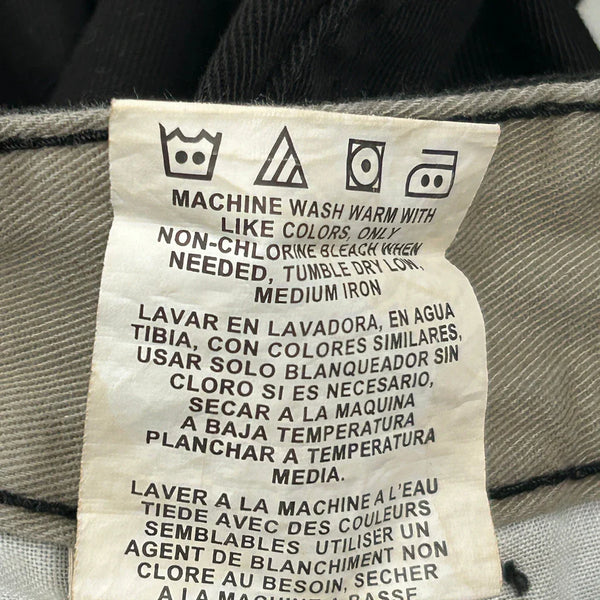 MACHINE WASH WARM WITH
LIKE COLORS, ONLY
NON-CHLORINE BLEACH WHEN
NEEDED, TUMBLE DRY LOW,
MEDIUM IRON
LAVAR EN LAVADORA, EN AGUA
TIBIA, CON COLORES SIMILARES,
USAR SOLO BLANQUEADOR SIN
CLORO SI ES NECESARIO,
SECAR A LA MAQUINA
A BAJA TEMPERATURA
PLANCHAR A TEMPERATURA
MEDIA.
LAVER A LA MACHINE A L'EAU
TIEDE AVEC DES COULEURS
SEMBLABLES UTILISER UN
AGENT DE BLANCHIMENT NON
CLORE AU BESOIN, SECHER
A LA MACHINE A BASSE